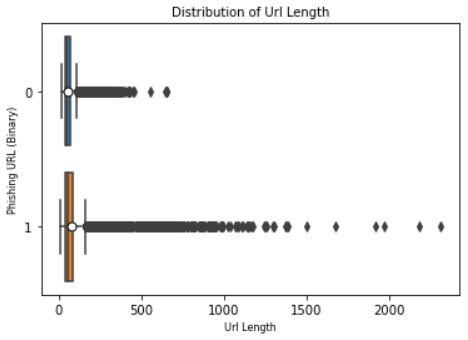 Distribution of Url Length
Phishing URL (Binary)
0
1
0 500 1000 1500 2000
Url Length